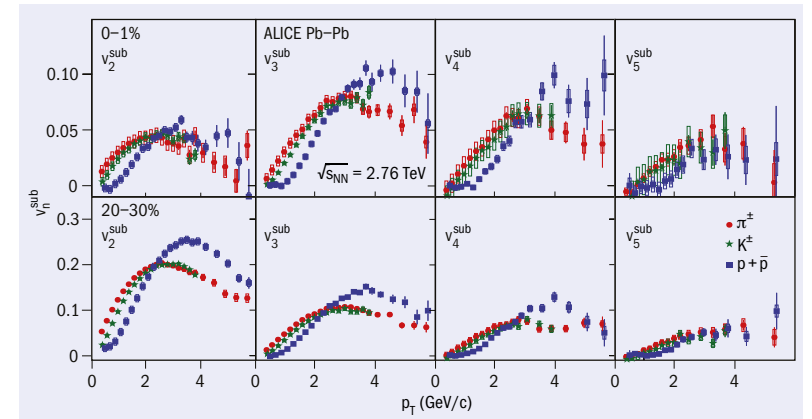 0–1%
ALICE Pb–Pb
v₂ˢᵘᵇ
v₃ˢᵘᵇ
v₄ˢᵘᵇ
v₅ˢᵘᵇ
0.10
0.05
0
√sNN = 2.76 TeV
vₙˢᵘᵇ
20–30%
v₂ˢᵘᵇ
v₃ˢᵘᵇ
v₄ˢᵘᵇ
v₅ˢᵘᵇ
0.3
0.2
0.1
0
π±
K±
p + p̄
0 2 4 0 2 4 0 2 4 0 2 4
pT (GeV/c)